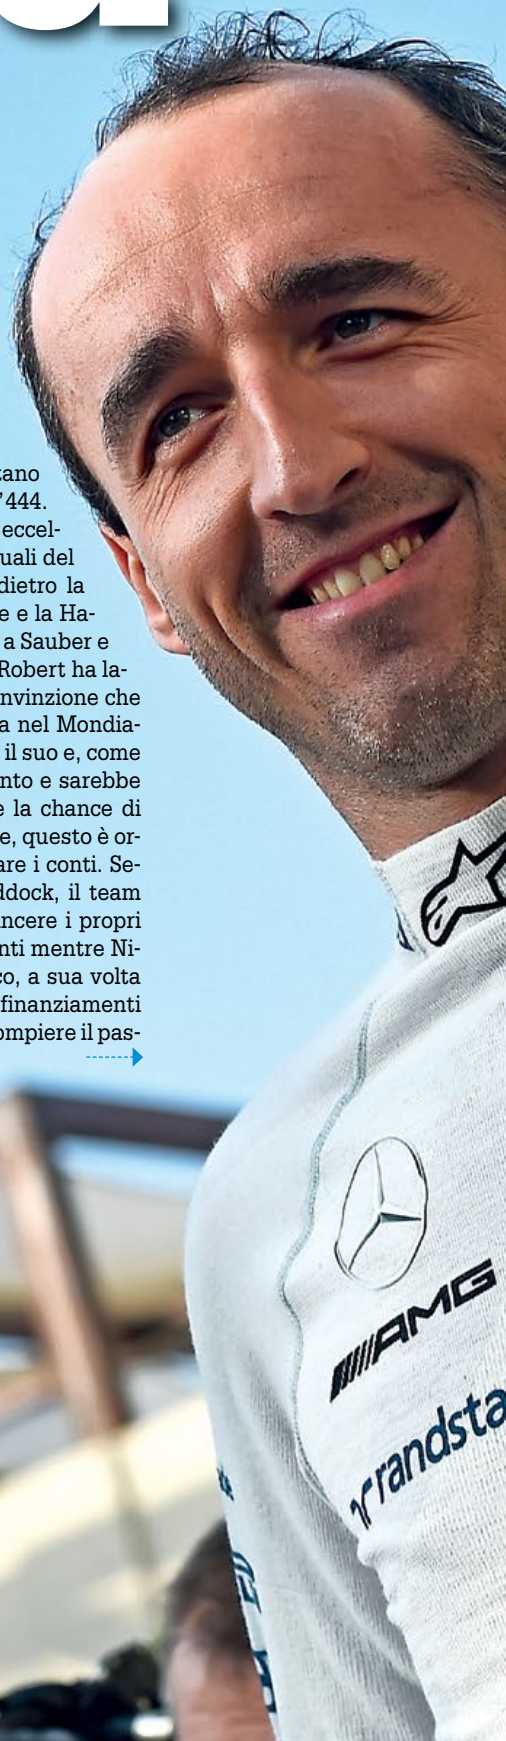 tano
'444.
eccel-
uali del
dietro la
e e la Ha-
a Sauber e
Robert ha la-
nvinzione che
a nel Mondia-
il suo e, come
nto e sarebbe
e la chance di
e, questo è or-
are i conti. Se-
ddock, il team
ncere i propri
nti mentre Ni-
co, a sua volta
finanziamenti
ompiere il pas-
AMG
randsta